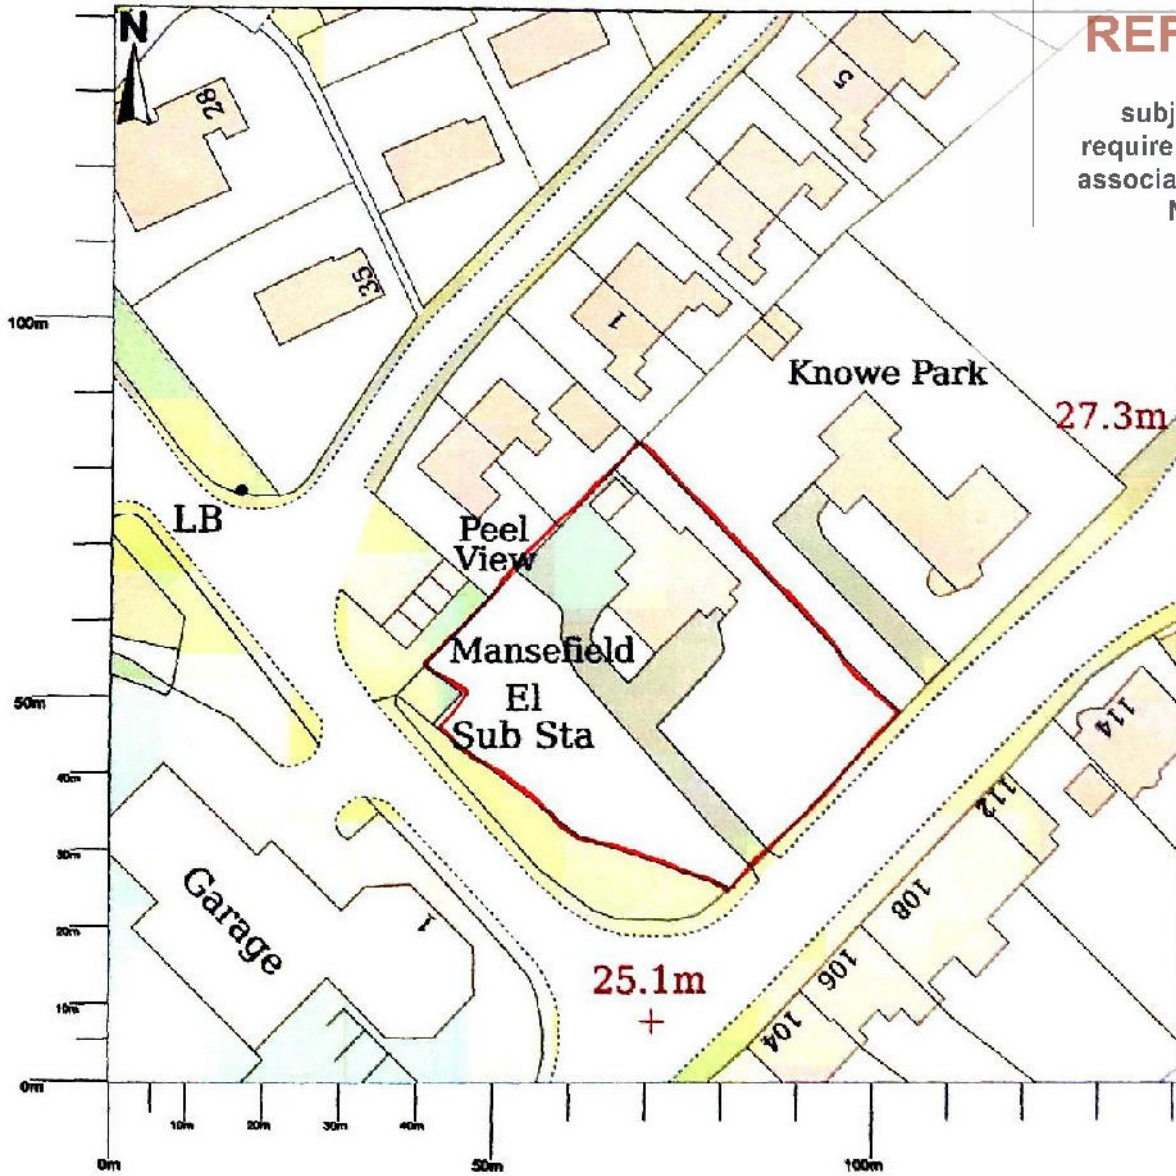 N
REF
subj
require
associa
N
28
5
35
1
100m
Knowe Park
27.3m
LB
Peel
View
Mansefield
50m
El
Sub Sta
114
40m
112
30m
Garage
1
108
20m
106
25.1m
10m
104
0m
10m
20m
30m
40m
0m
50m
100m